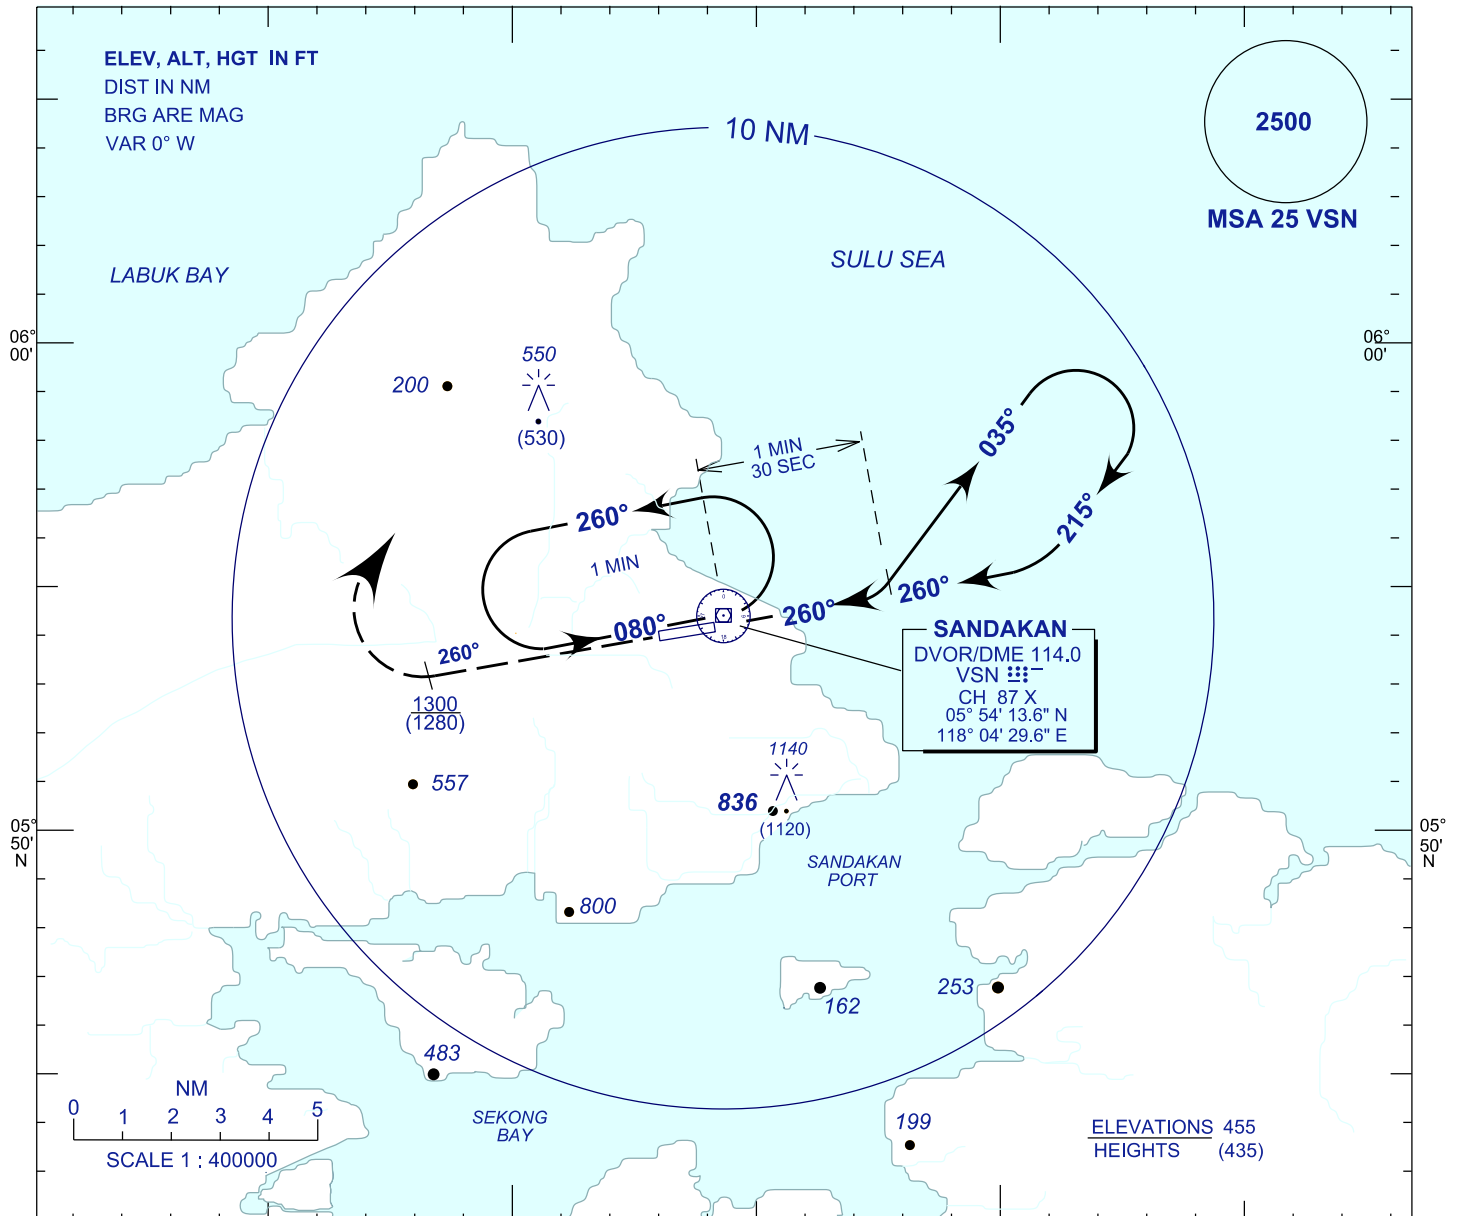 ELEV, ALT, HGT IN FT
DIST IN NM
BRG ARE MAG
VAR 0° W
10 NM
2500
MSA 25 VSN
LABUK BAY
SULU SEA
06°
00'
06°
00'
550
200
(530)
035°
1 MIN
30 SEC
260°
215°
1 MIN
260°
260°
080°
260°
SANDAKAN
DVOR/DME 114.0
VSN
CH 87 X
05° 54' 13.6" N
118° 04' 29.6" E
1300
(1280)
557
1140
836
(1120)
05°
50'
N
05°
50'
N
SANDAKAN
PORT
800
253
162
483
NM
0 1 2 3 4 5
SCALE 1 : 400000
SEKONG
BAY
199
ELEVATIONS 455
HEIGHTS (435)